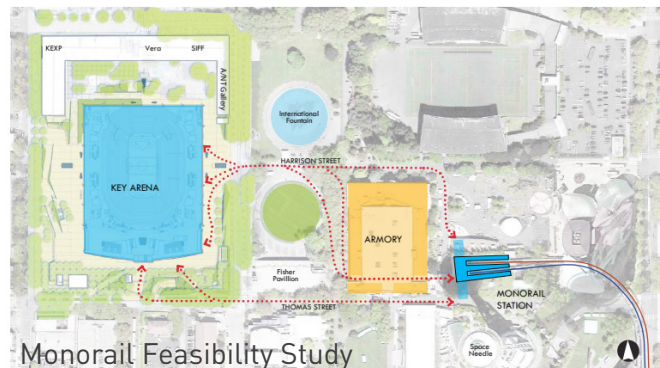 KEXP
Vera
SIFF
A/NT Gallery
International
Fountain
HARRISON STREET
KEY ARENA
ARMORY
Fisher
Pavillion
MONORAIL
STATION
THOMAS STREET
Space
Needle
Monorail Feasibility Study